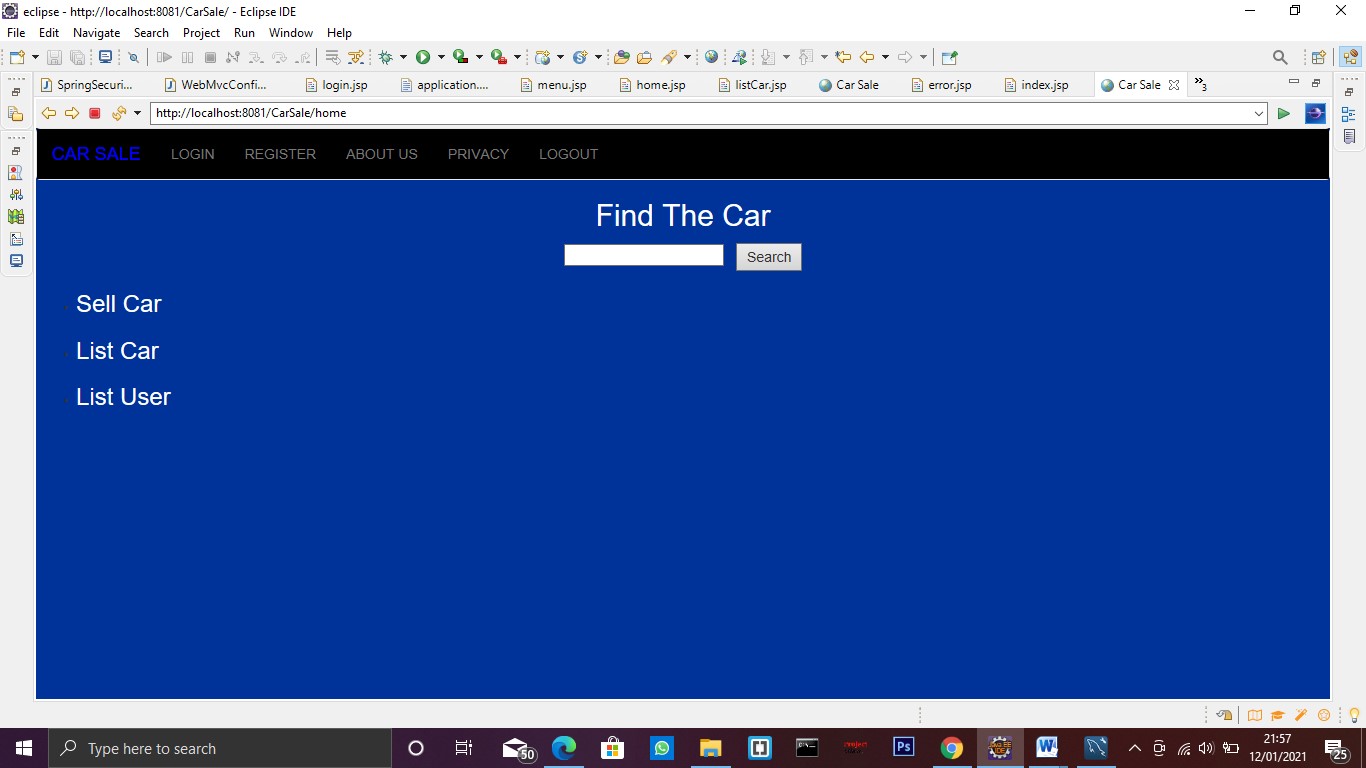 eclipse - http://localhost:8081/CarSale/ - Eclipse IDE
File Edit Navigate Search Project Run Window Help
SpringSecuri... WebMvcConfi... login.jsp application.... menu.jsp home.jsp listCar.jsp Car Sale error.jsp index.jsp Car Sale »3
http://localhost:8081/CarSale/home
CAR SALE LOGIN REGISTER ABOUT US PRIVACY LOGOUT
Find The Car
Search
Sell Car
List Car
List User
Type here to search
50
Ps
21:57
12/01/2021
25